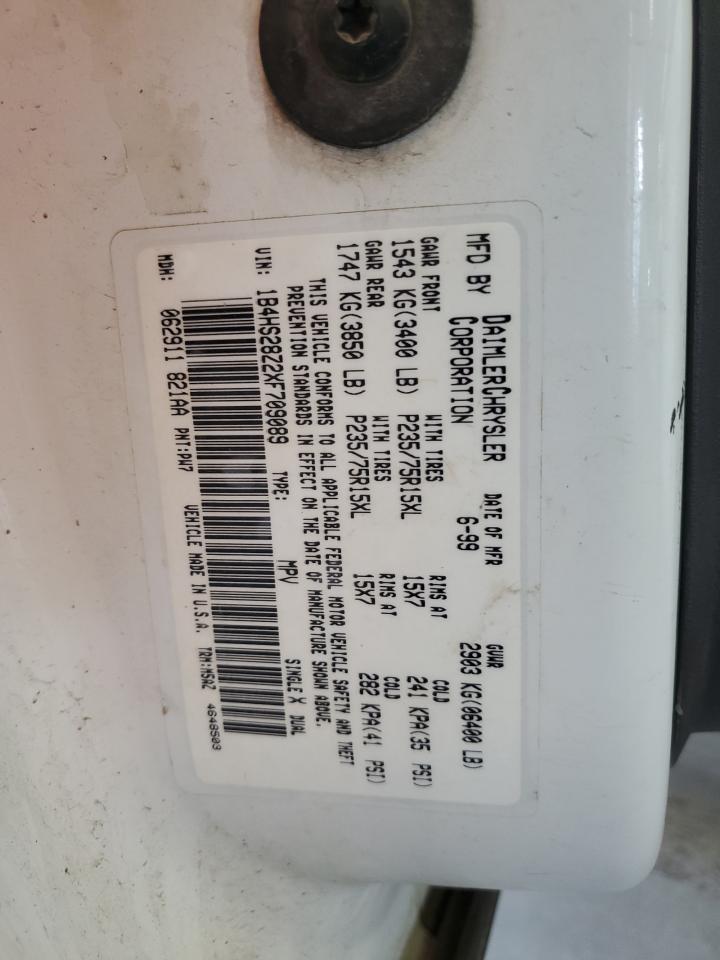 MFD BY DAIMLERCHRYSLER CORPORATION DATE OF MFR 6-99 GVWR 2903 KG(06400 LB)
GAWR FRONT WITH TIRES RIMS AT COLD
1543 KG(3400 LB) P235/75R15XL 15X7 241 KPA(35 PSI)
GAWR REAR WITH TIRES RIMS AT COLD
1747 KG(3850 LB) P235/75R15XL 15X7 282 KPA(41 PSI)
THIS VEHICLE CONFORMS TO ALL APPLICABLE FEDERAL MOTOR VEHICLE SAFETY AND THEFT
PREVENTION STANDARDS IN EFFECT ON THE DATE OF MANUFACTURE SHOWN ABOVE.
VIN: 1B4HS28Z2XF709089 TYPE: MPV SINGLE X DUAL
MDH: 062911 821AA PNT:PW7 VEHICLE MADE IN U.S.A. TRM:MSAZ 4648503